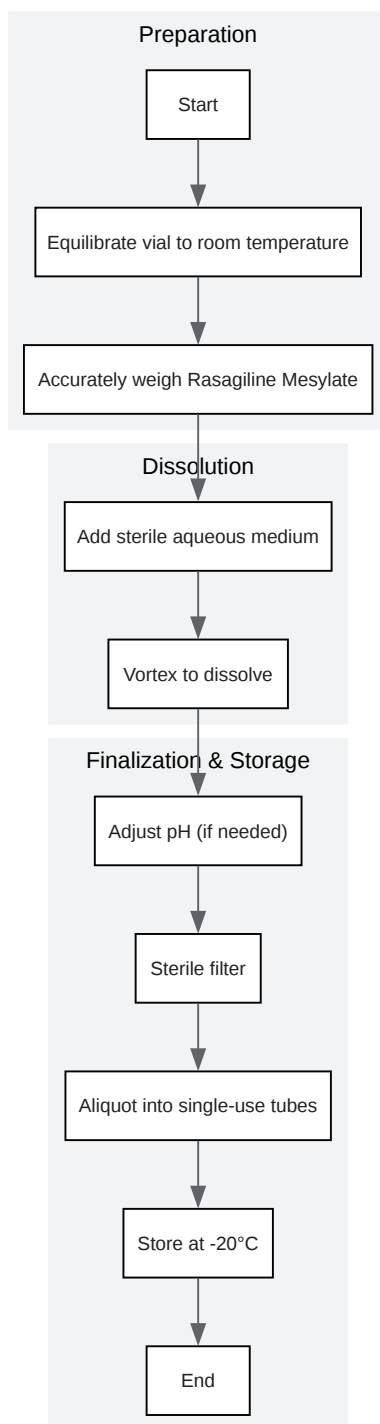 Preparation
Start
Equilibrate vial to room temperature
Accurately weigh Rasagiline Mesylate
Dissolution
Add sterile aqueous medium
Vortex to dissolve
Finalization & Storage
Adjust pH (if needed)
Sterile filter
Aliquot into single-use tubes
Store at -20°C
End